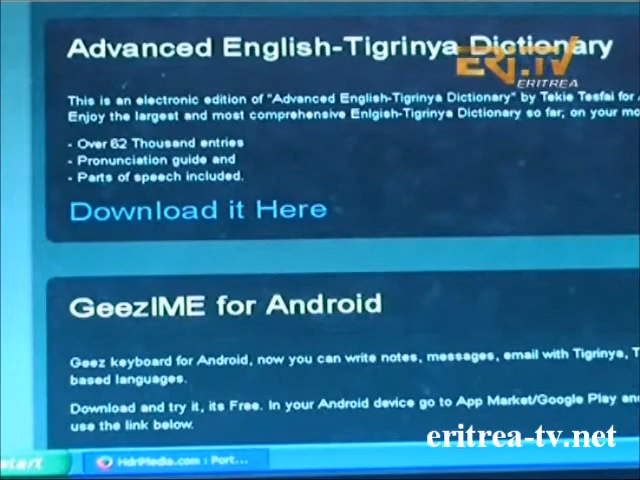 Advanced English-Tigrinya Dictionary
ERI.TV
ERITREA
This is an electronic edition of "Advanced English-Tigrinya Dictionary" by Tekie Tesfai for
Enjoy the largest and most comprehensive Enlgish-Tigrinya Dictionary so far, on your
- Over 62 Thousand entries
- Pronunciation guide and
- Parts of speech included.
Download it Here
GeezIME for Android
Geez keyboard for Android, now you can write notes, messages, email with Tigrinya,
based languages.
Download and try it, its Free. In your Android device go to App Market/Google Play and
use the link below.
eritrea-tv.net
start
HdrMedia.com : Port...